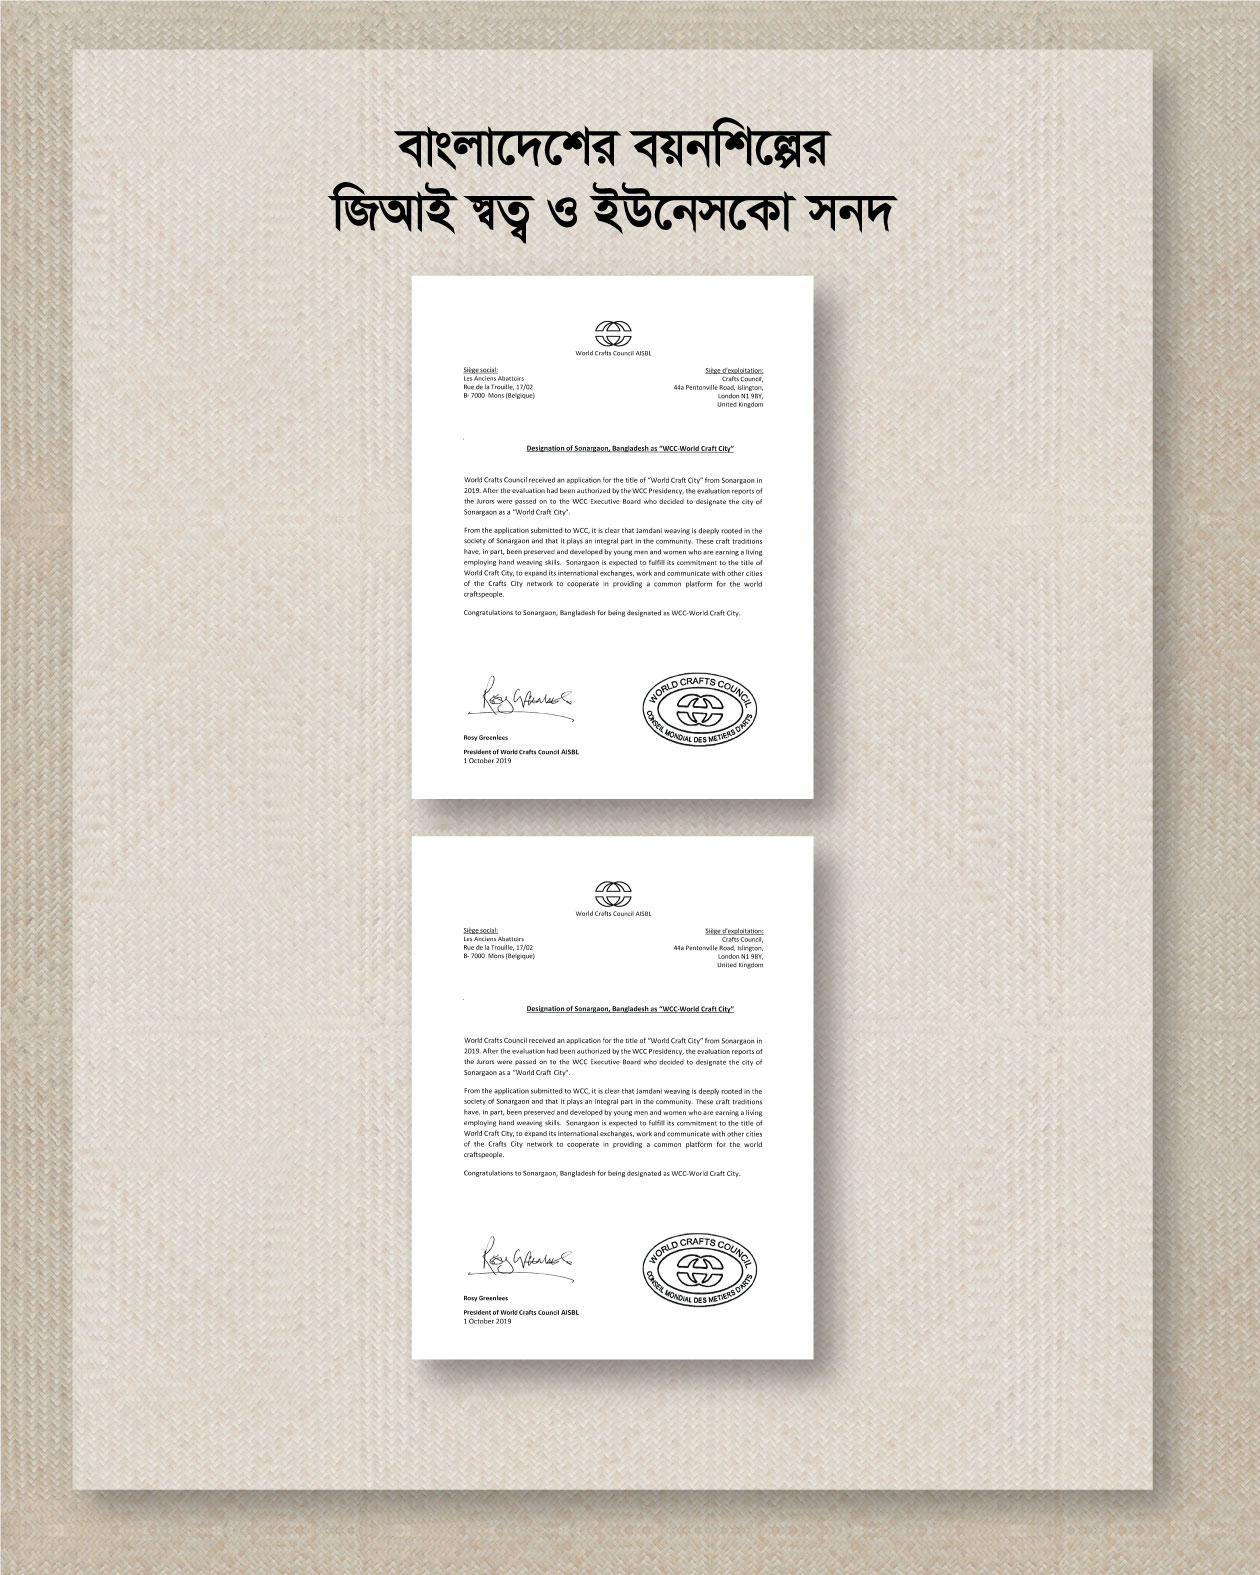 বাংলাদেশের বয়নশিল্পের
জিআই স্বত্ব ও ইউনেসকো সনদ
World Crafts Council AISBL
Siège social:
Les Anciens Abattoirs
Rue de la Trouille, 17/02
B- 7000 Mons (Belgique)
Siège d'exploitation:
Crafts Council,
44a Pentonville Road, Islington,
London N1 9BY,
United Kingdom
Designation of Sonargaon, Bangladesh as “WCC-World Craft City”
World Crafts Council received an application for the title of “World Craft City” from Sonargaon in
2019. After the evaluation had been authorized by the WCC Presidency, the evaluation reports of
the Jurors were passed on to the WCC Executive Board who decided to designate the city of
Sonargaon as a “World Craft City”.
From the application submitted to WCC, it is clear that Jamdani weaving is deeply rooted in the
society of Sonargaon and that it plays an integral part in the community. These craft traditions
have, in part, been preserved and developed by young men and women who are earning a living
employing hand weaving skills. Sonargaon is expected to fulfill its commitment to the title of
World Craft City, to expand its international exchanges, work and communicate with other cities
of the Crafts City network to cooperate in providing a common platform for the world
craftspeople.
Congratulations to Sonargaon, Bangladesh for being designated as WCC-World Craft City.
Rosy Greenlees
WORLD CRAFTS COUNCIL
CONSEIL MONDIAL DES METIERS D'ARTS
Rosy Greenlees
President of World Crafts Council AISBL
1 October 2019
World Crafts Council AISBL
Siège social:
Les Anciens Abattoirs
Rue de la Trouille, 17/02
B- 7000 Mons (Belgique)
Siège d'exploitation:
Crafts Council,
44a Pentonville Road, Islington,
London N1 9BY,
United Kingdom
Designation of Sonargaon, Bangladesh as “WCC-World Craft City”
World Crafts Council received an application for the title of “World Craft City” from Sonargaon in
2019. After the evaluation had been authorized by the WCC Presidency, the evaluation reports of
the Jurors were passed on to the WCC Executive Board who decided to designate the city of
Sonargaon as a “World Craft City”.
From the application submitted to WCC, it is clear that Jamdani weaving is deeply rooted in the
society of Sonargaon and that it plays an integral part in the community. These craft traditions
have, in part, been preserved and developed by young men and women who are earning a living
employing hand weaving skills. Sonargaon is expected to fulfill its commitment to the title of
World Craft City, to expand its international exchanges, work and communicate with other cities
of the Crafts City network to cooperate in providing a common platform for the world
craftspeople.
Congratulations to Sonargaon, Bangladesh for being designated as WCC-World Craft City.
Rosy Greenlees
WORLD CRAFTS COUNCIL
CONSEIL MONDIAL DES METIERS D'ARTS
Rosy Greenlees
President of World Crafts Council AISBL
1 October 2019